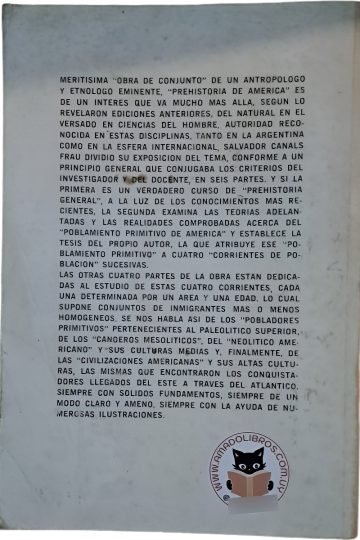 MERITISIMA "OBRA DE CONJUNTO" DE UN ANTROPOLOGO
Y ETNOLOGO EMINENTE, "PREHISTORIA DE AMERICA" ES
DE UN INTERES QUE VA MUCHO MAS ALLA, SEGUN LO
REVELARON EDICIONES ANTERIORES, DEL NATURAL EN EL
VERSADO EN CIENCIAS DEL HOMBRE, AUTORIDAD RECO-
NOCIDA EN ESTAS DISCIPLINAS, TANTO EN LA ARGENTINA
COMO EN LA ESFERA INTERNACIONAL, SALVADOR CANALS
FRAU DIVIDIO SU EXPOSICION DEL TEMA, CONFORME A UN
PRINCIPIO GENERAL QUE CONJUGABA LOS CRITERIOS DEL
INVESTIGADOR Y DEL DOCENTE, EN SEIS PARTES. Y SI LA
PRIMERA ES UN VERDADERO CURSO DE "PREHISTORIA
GENERAL", A LA LUZ DE LOS CONOCIMIENTOS MAS RE-
CIENTES, LA SEGUNDA EXAMINA LAS TEORIAS ADELAN-
TADAS Y LAS REALIDADES COMPROBADAS ACERCA DEL
"POBLAMIENTO PRIMITIVO DE AMERICA" Y ESTABLECE LA
TESIS DEL PROPIO AUTOR, LA QUE ATRIBUYE ESE "PO-
BLAMIENTO PRIMITIVO" A CUATRO "CORRIENTES DE PO-
BLACION" SUCESIVAS.
LAS OTRAS CUATRO PARTES DE LA OBRA ESTAN DEDICA-
DAS AL ESTUDIO DE ESTAS CUATRO CORRIENTES, CADA
UNA DETERMINADA POR UN AREA Y UNA EDAD. LO CUAL
SUPONE CONJUNTOS DE INMIGRANTES MAS O MENOS
HOMOGENEOS. SE NOS HABLA ASI DE LOS "POBLADORES
PRIMITIVOS" PERTENECIENTES AL PALEOLITICO SUPERIOR,
DE LOS "CANOEROS MESOLITICOS", DEL "NEOLITICO AME-
RICANO" Y "SUS CULTURAS MEDIAS Y, FINALMENTE, DE
LAS "CIVILIZACIONES AMERICANAS" Y SUS ALTAS CULTU-
RAS, LAS MISMAS QUE ENCONTRARON LOS CONQUISTA-
DORES LLEGADOS DEL ESTE A TRAVES DEL ATLANTICO.
SIEMPRE CON SOLIDOS FUNDAMENTOS, SIEMPRE DE UN
MODO CLARO Y AMENO, SIEMPRE CON LA AYUDA DE NU-
MEROSAS ILUSTRACIONES.
WWW.AMADOLIBROS.COM.UY
@